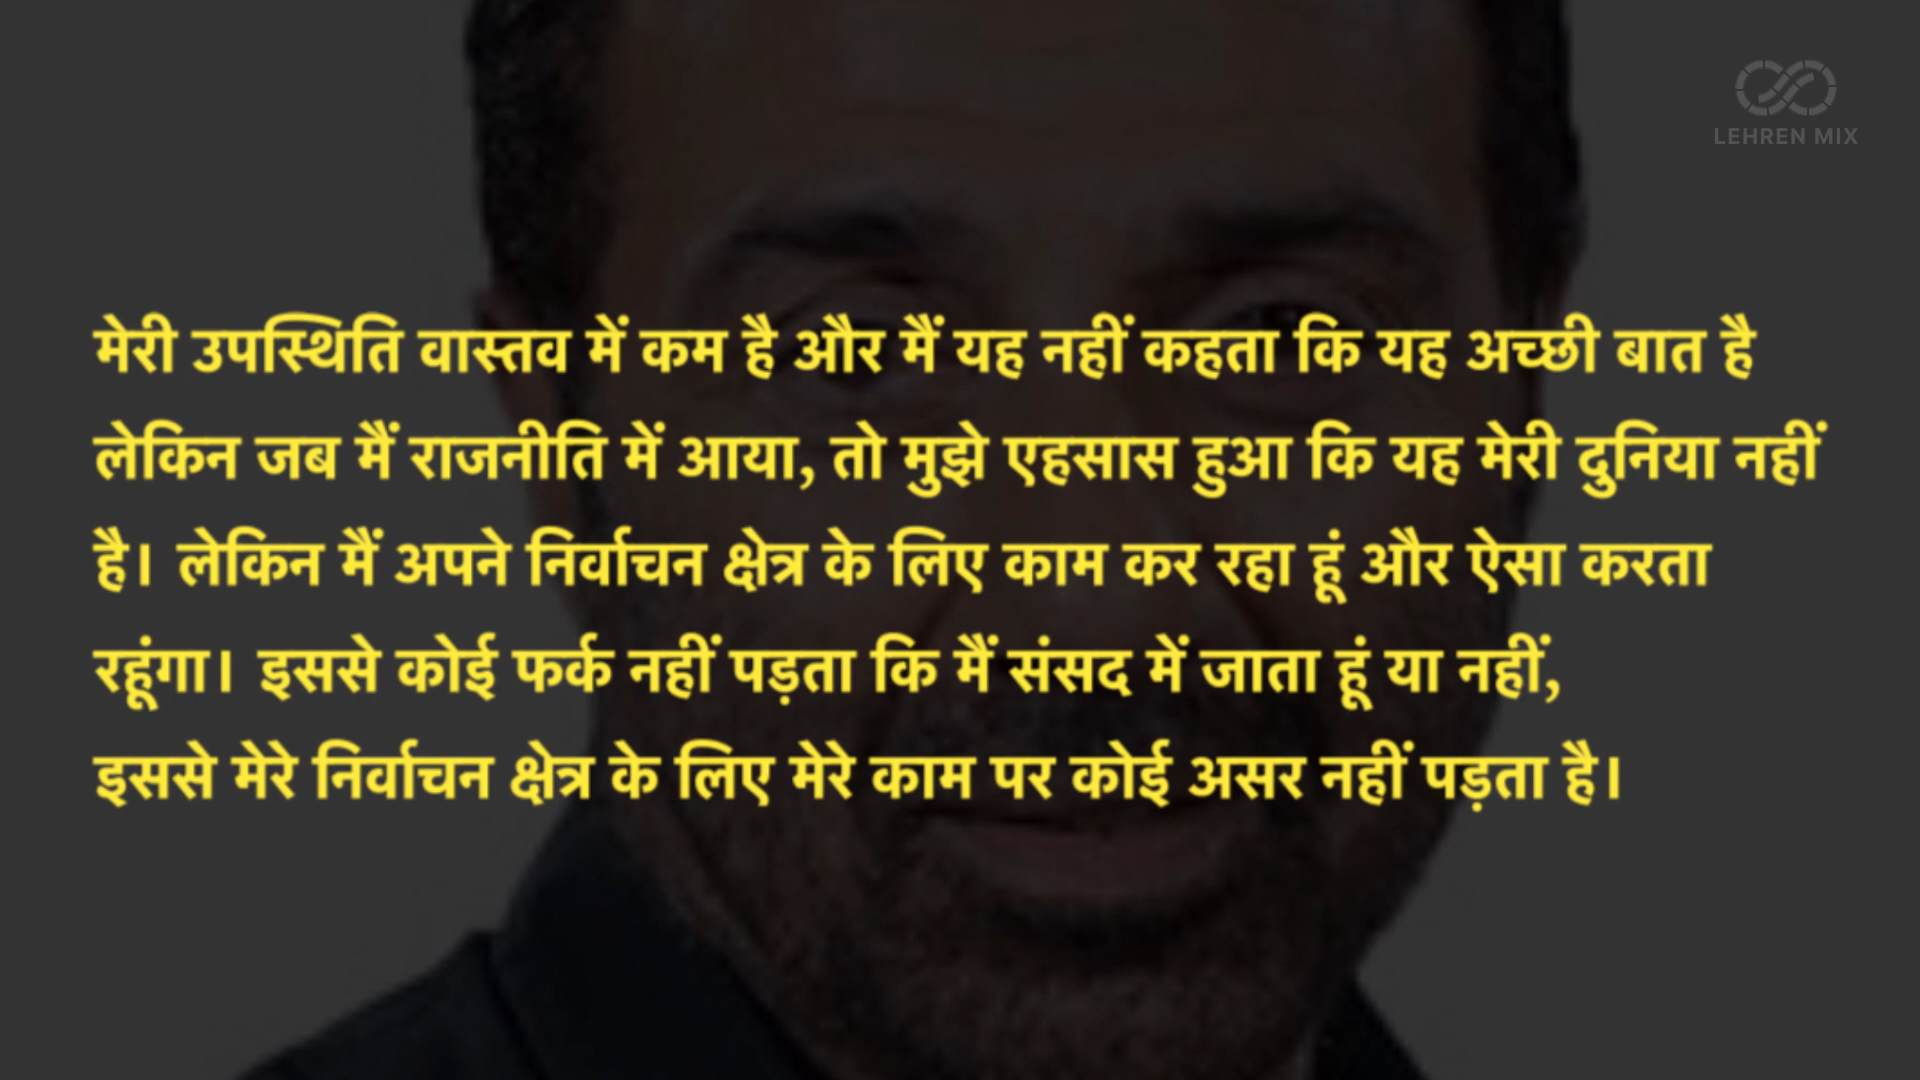 LEHREN MIX
मेरी उपस्थिति वास्तव में कम है और मैं यह नहीं कहता कि यह अच्छी बात है
लेकिन जब मैं राजनीति में आया, तो मुझे एहसास हुआ कि यह मेरी दुनिया नहीं
है। लेकिन मैं अपने निर्वाचन क्षेत्र के लिए काम कर रहा हूं और ऐसा करता
रहूंगा। इससे कोई फर्क नहीं पड़ता कि मैं संसद में जाता हूं या नहीं,
इससे मेरे निर्वाचन क्षेत्र के लिए मेरे काम पर कोई असर नहीं पड़ता है।